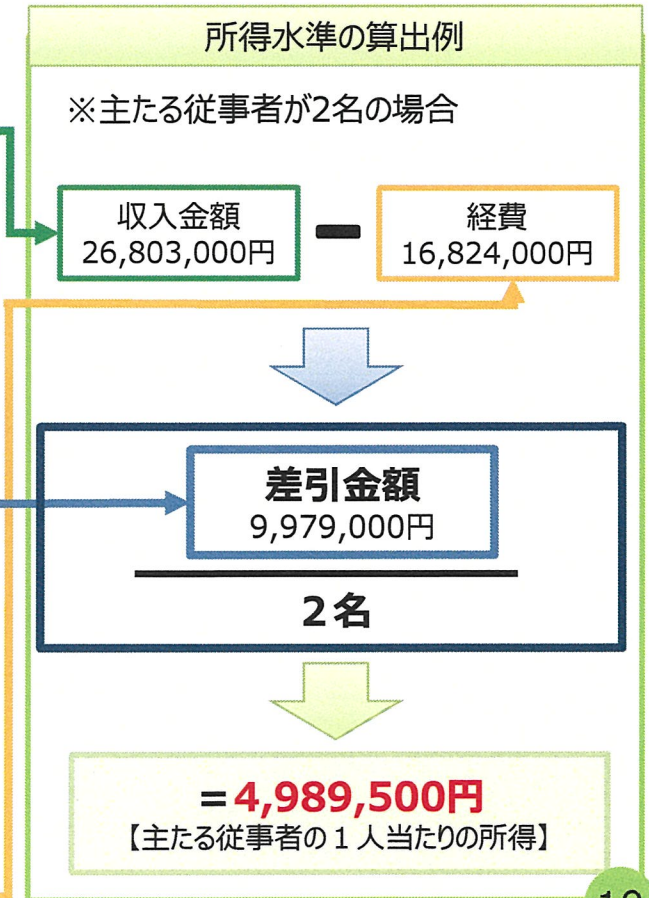 所得水準の算出例
※主たる従事者が2名の場合
収入金額
26,803,000円
ー
経費
16,824,000円
差引金額
9,979,000円
2名
=4,989,500円
【主たる従事者の1人当たりの所得】